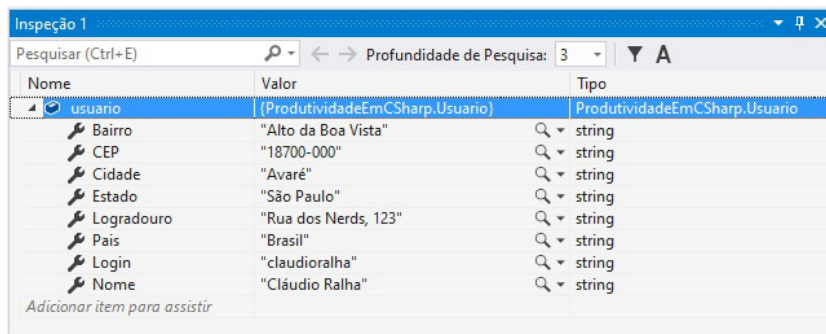 Inspeção 1
Pesquisar (Ctrl+E) Profundidade de Pesquisa: 3 A
Nome Valor Tipo
usuario {ProdutividadeEmCSharp.Usuario} ProdutividadeEmCSharp.Usuario
Bairro "Alto da Boa Vista" string
CEP "18700-000" string
Cidade "Avaré" string
Estado "São Paulo" string
Logradouro "Rua dos Nerds, 123" string
Pais "Brasil" string
Login "claudioralha" string
Nome "Cláudio Ralha" string
Adicionar item para assistir